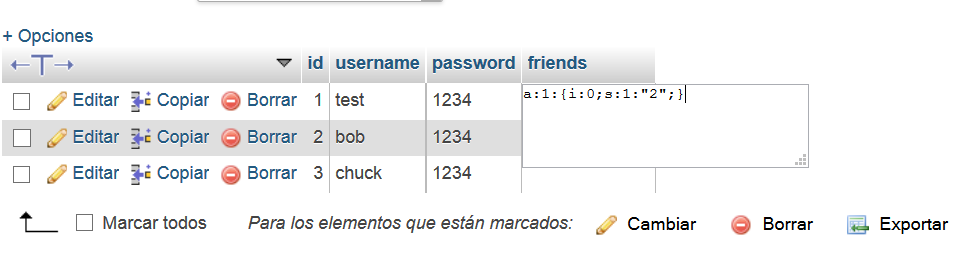 + Opciones
id username password friends
Editar Copiar Borrar 1 test 1234 a:1:{i:0;s:1:"2";}
Editar Copiar Borrar 2 bob 1234
Editar Copiar Borrar 3 chuck 1234
Marcar todos Para los elementos que están marcados: Cambiar Borrar Exportar